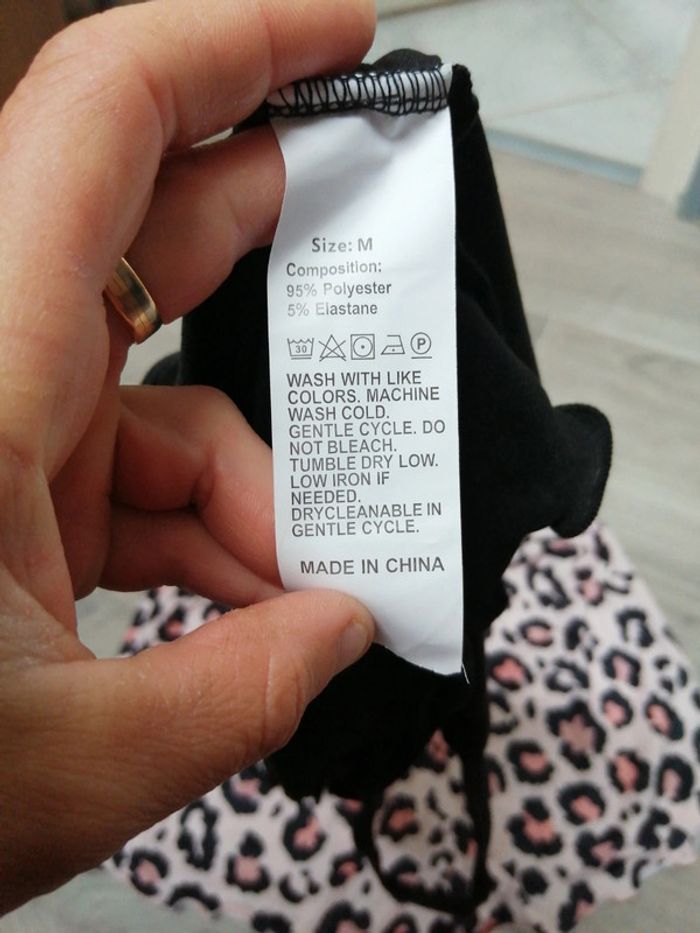 Size: M
Composition:
95% Polyester
5% Elastane
30 P
WASH WITH LIKE
COLORS. MACHINE
WASH COLD.
GENTLE CYCLE. DO
NOT BLEACH.
TUMBLE DRY LOW.
LOW IRON IF
NEEDED.
DRYCLEANABLE IN
GENTLE CYCLE.
MADE IN CHINA